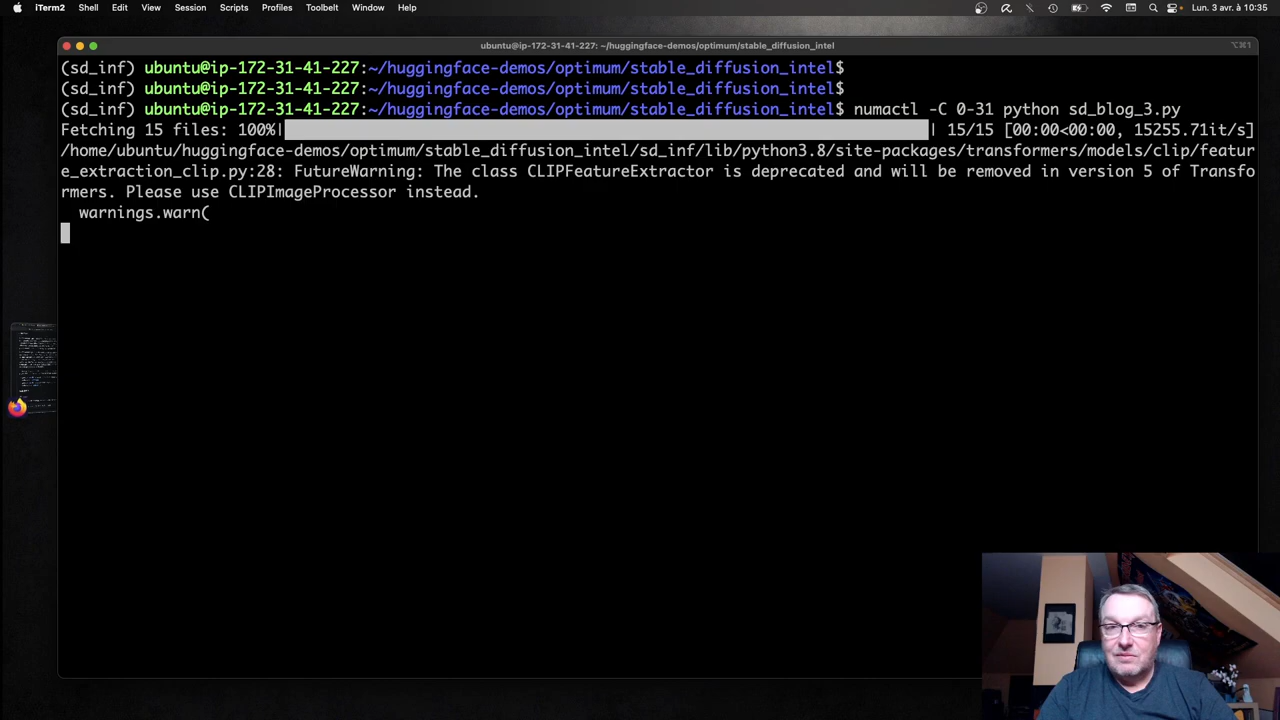 iTerm2 Shell Edit View Session Scripts Profiles Toolbelt Window Help Lun. 3 avr. à 10:35
ubuntu@ip-172-31-41-227: ~/huggingface-demos/optimum/stable_diffusion_intel ⌥⌘1
(sd_inf) ubuntu@ip-172-31-41-227:~/huggingface-demos/optimum/stable_diffusion_intel$
(sd_inf) ubuntu@ip-172-31-41-227:~/huggingface-demos/optimum/stable_diffusion_intel$
(sd_inf) ubuntu@ip-172-31-41-227:~/huggingface-demos/optimum/stable_diffusion_intel$ numactl -C 0-31 python sd_blog_3.py
Fetching 15 files: 100%| | 15/15 [00:00<00:00, 15255.71it/s]
/home/ubuntu/huggingface-demos/optimum/stable_diffusion_intel/sd_inf/lib/python3.8/site-packages/transformers/models/clip/featur
e_extraction_clip.py:28: FutureWarning: The class CLIPFeatureExtractor is deprecated and will be removed in version 5 of Transfo
rmers. Please use CLIPImageProcessor instead.
warnings.warn(